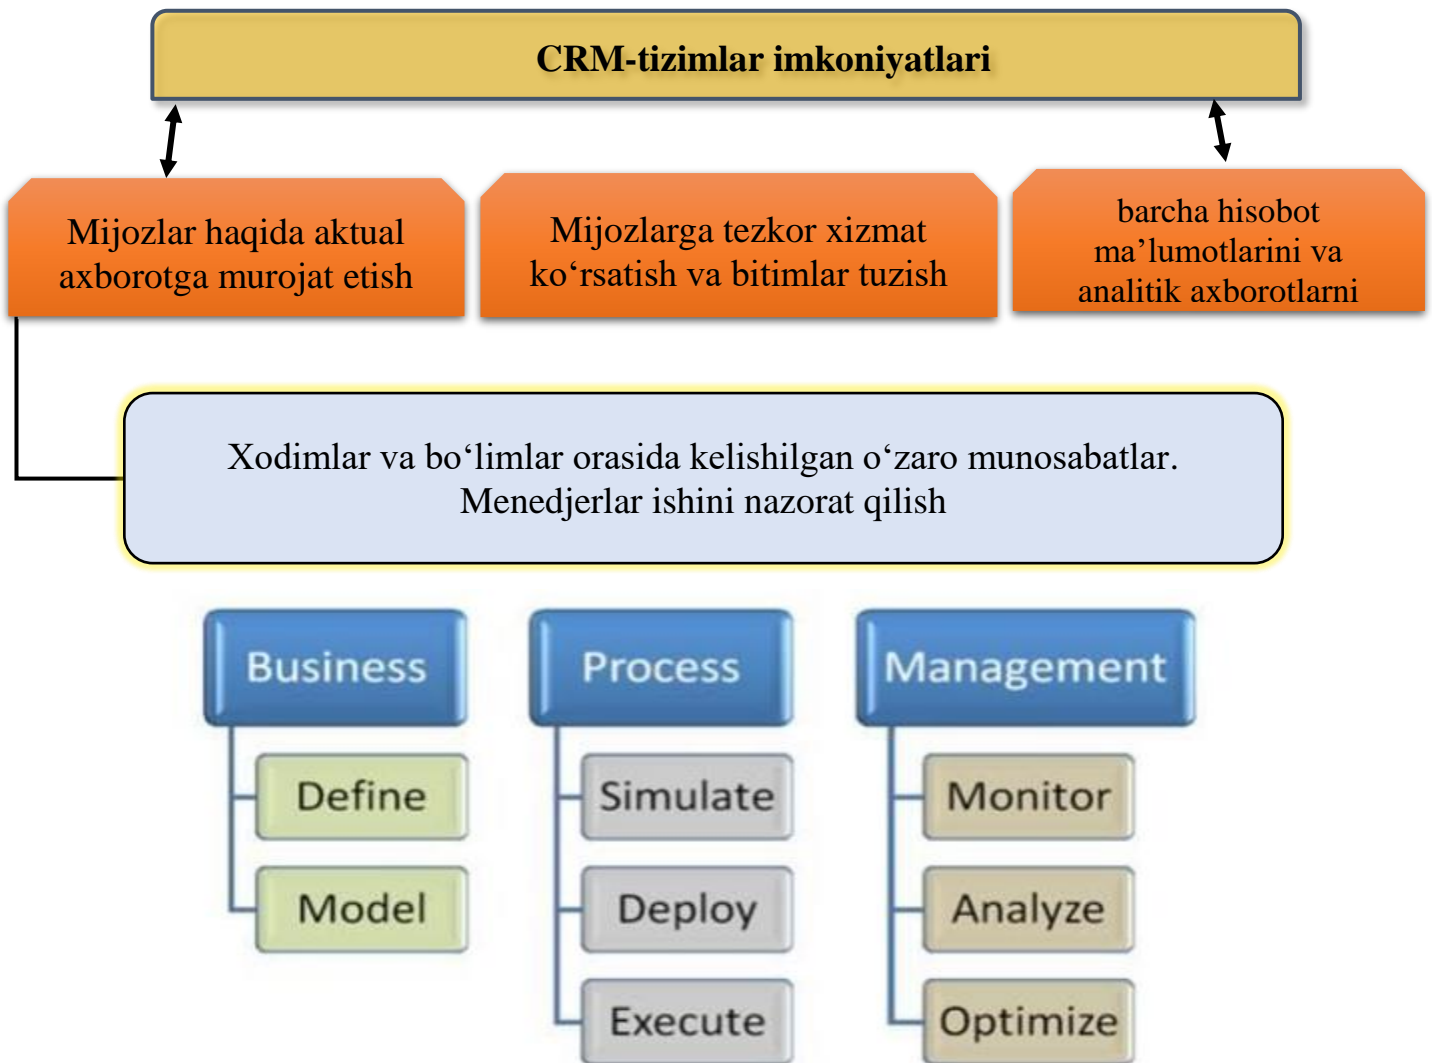 CRM-tizimlar imkoniyatlari
Mijozlar haqida aktual
axborotga murojat etish
Mijozlarga tezkor xizmat
ko‘rsatish va bitimlar tuzish
barcha hisobot
ma’lumotlarini va
analitik axborotlarni
Xodimlar va bo‘limlar orasida kelishilgan o‘zaro munosabatlar.
Menedjerlar ishini nazorat qilish
Business
Define
Model
Process
Simulate
Deploy
Execute
Management
Monitor
Analyze
Optimize